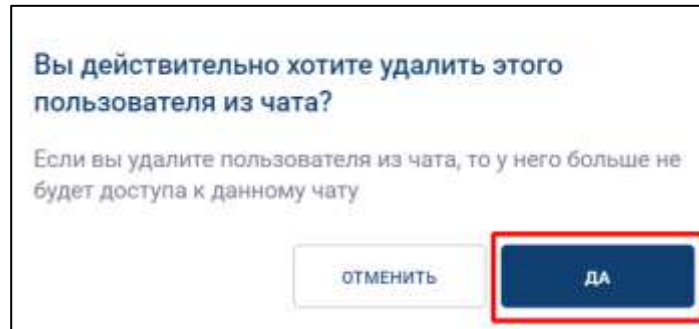 Вы действительно хотите удалить этого
пользователя из чата?
Если вы удалите пользователя из чата, то у него больше не
будет доступа к данному чату
ОТМЕНИТЬ
ДА